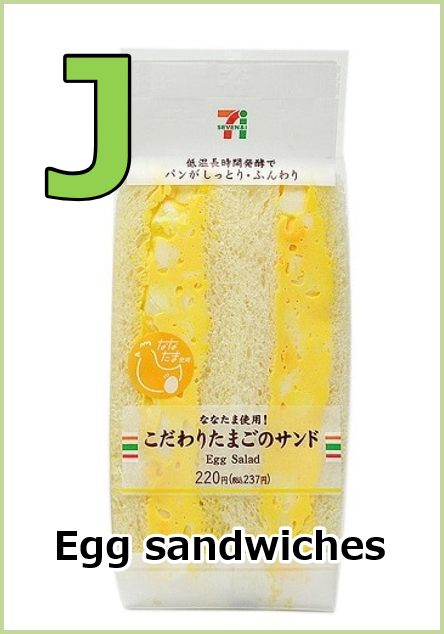 J
7i
SEVEN&i
低温長時間発酵で
パンがしっとり・ふんわり
なな
たま使用
ななたま使用！
こだわりたまごのサンド
Egg Salad
220円(税込237円)
Egg sandwiches